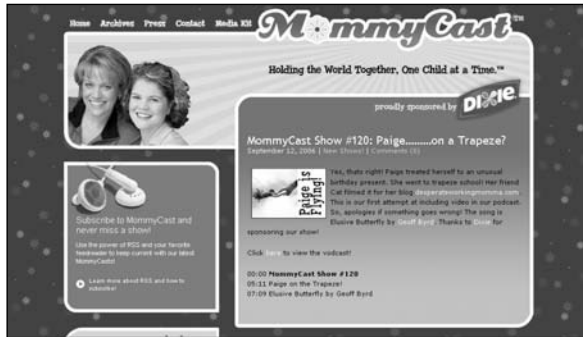 Home Archives Press Contact Media Kit
MommyCast™
Holding the World Together, One Child at a Time.™
proudly sponsored by DIXIE
MommyCast Show #120: Paige.........on a Trapeze?
September 12, 2006 | New Shows! | Comments (5)
Paige is
Flying!
Yes, thats right! Paige treated herself to an unusual
birthday present. She went to trapeze school! Her friend
Cat filmed it for her blog desperateworkingmomma.com.
This is our first attempt at including video in our podcast.
So, apologies if something goes wrong! The song is
Elusive Butterfly by Geoff Byrd. Thanks to Dixie for
sponsoring our show!
Click here to view the vodcast!
00:00 MommyCast Show #120
05:11 Paige on the Trapeze!
07:09 Elusive Butterfly by Geoff Byrd
Subscribe to MommyCast and
never miss a show!
Use the power of RSS and your favorite
feedreader to keep current with our latest
MommyCasts!
Learn more about RSS and how to
subscribe!